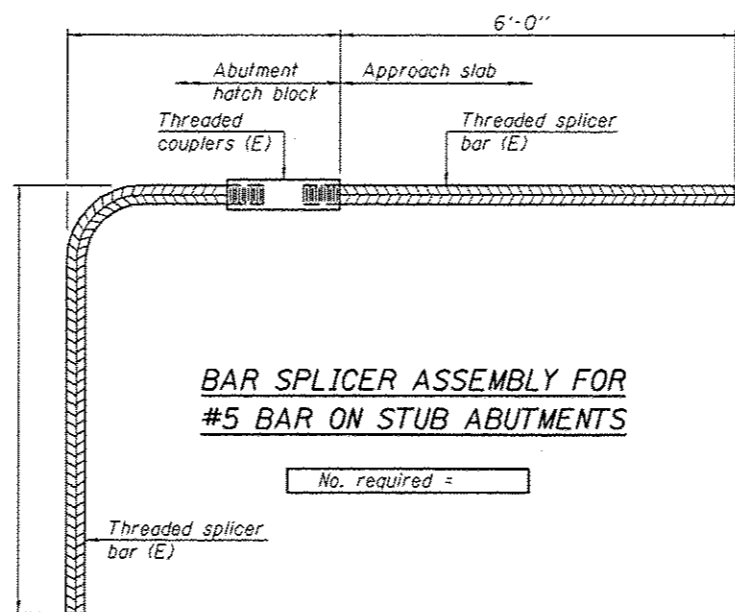 6'-0"
Abutment
hatch block
Approach slab
Threaded
couplers (E)
Threaded splicer
bar (E)
BAR SPLICER ASSEMBLY FOR
#5 BAR ON STUB ABUTMENTS
No. required =
Threaded splicer
bar (E)